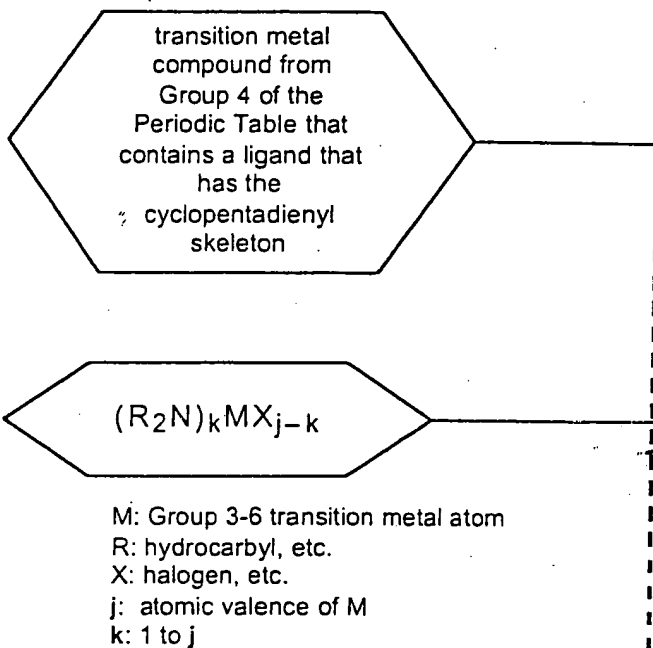 transition metal
compound from
Group 4 of the
Periodic Table that
contains a ligand that
has the
cyclopentadienyl
skeleton
(R₂N)ₖMXⱼ₋ₖ
M: Group 3-6 transition metal atom
R: hydrocarbyl, etc.
X: halogen, etc.
j: atomic valence of M
k: 1 to j